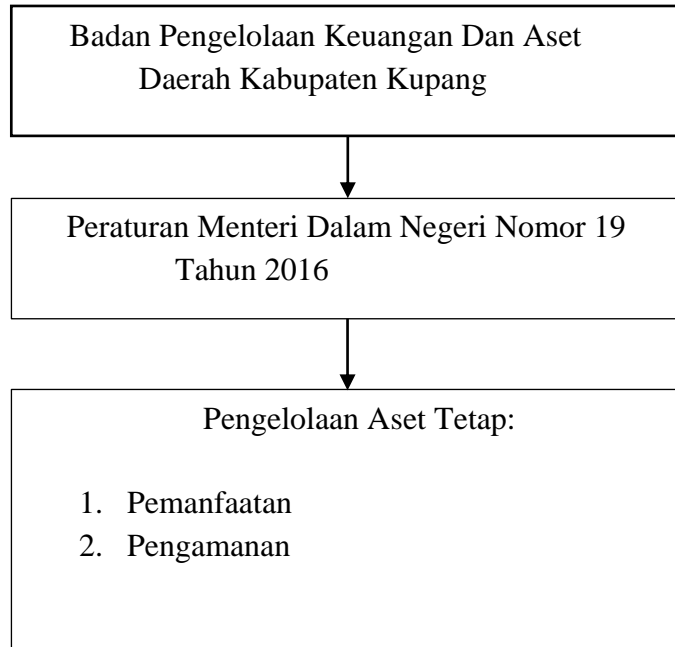 Badan Pengelolaan Keuangan Dan Aset
Daerah Kabupaten Kupang
Peraturan Menteri Dalam Negeri Nomor 19
Tahun 2016
Pengelolaan Aset Tetap:
1. Pemanfaatan
2. Pengamanan